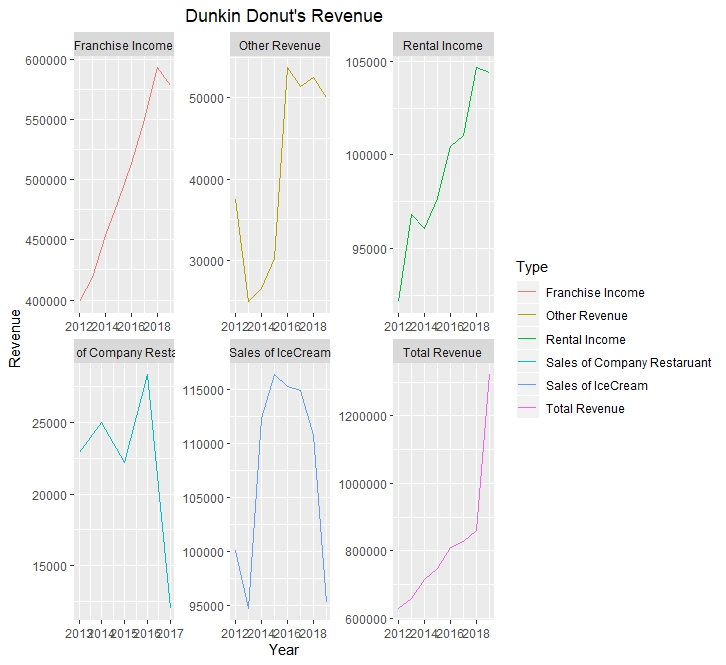 Dunkin Donut's Revenue
Franchise Income
Other Revenue
Rental Income
600000
550000
500000
450000
400000
2012 2014 2016 2018
50000
40000
30000
2012 2014 2016 2018
105000
100000
95000
2012 2014 2016 2018
Revenue
of Company Resta
Sales of IceCream
Total Revenue
25000
20000
15000
2013 2014 2015 2016 2017
115000
110000
105000
100000
95000
2012 2014 2016 2018
1200000
1000000
800000
600000
2012 2014 2016 2018
Year
Type
Franchise Income
Other Revenue
Rental Income
Sales of Company Restaruant
Sales of IceCream
Total Revenue